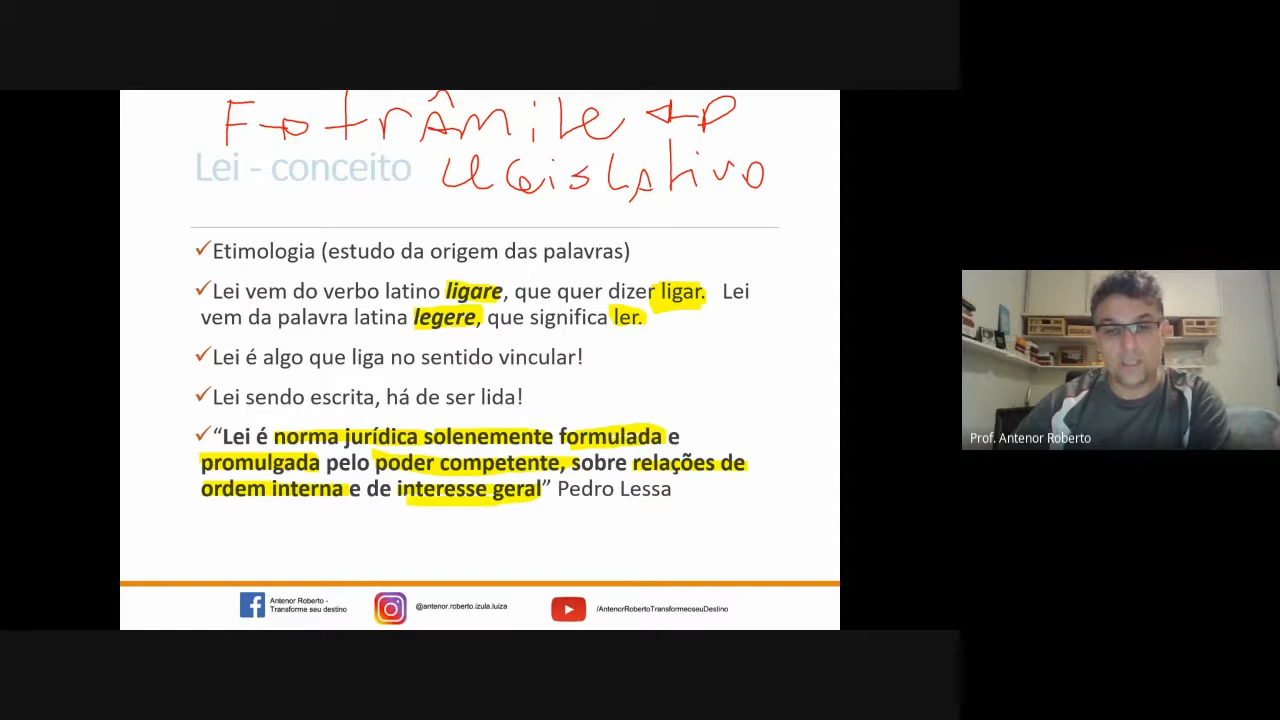 F→ trâmite ←P
Legislativo
Lei - conceito
✓Etimologia (estudo da origem das palavras)
✓Lei vem do verbo latino ligare, que quer dizer ligar. Lei
vem da palavra latina legere, que significa ler.
✓Lei é algo que liga no sentido vincular!
✓Lei sendo escrita, há de ser lida!
✓“Lei é norma jurídica solenemente formulada e
promulgada pelo poder competente, sobre relações de
ordem interna e de interesse geral” Pedro Lessa
Antenor Roberto -
Transforme seu destino
@antenor.roberto.izula.luiza
/AntenorRobertoTransformeoseuDestino
Prof. Antenor Roberto